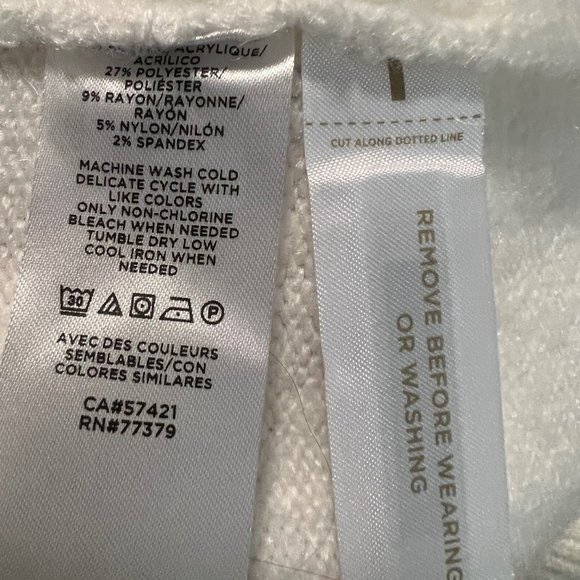 ACRYLIQUE/
ACRÍLICO
27% POLYESTER/
POLIÉSTER
9% RAYON/RAYONNE/
RAYÓN
5% NYLON/NILÓN
2% SPANDEX
MACHINE WASH COLD
DELICATE CYCLE WITH
LIKE COLORS
ONLY NON-CHLORINE
BLEACH WHEN NEEDED
TUMBLE DRY LOW
COOL IRON WHEN
NEEDED
30
P
AVEC DES COULEURS
SEMBLABLES/CON
COLORES SIMILARES
CA#57421
RN#77379
CUT ALONG DOTTED LINE
REMOVE BEFORE WEARING
OR WASHING